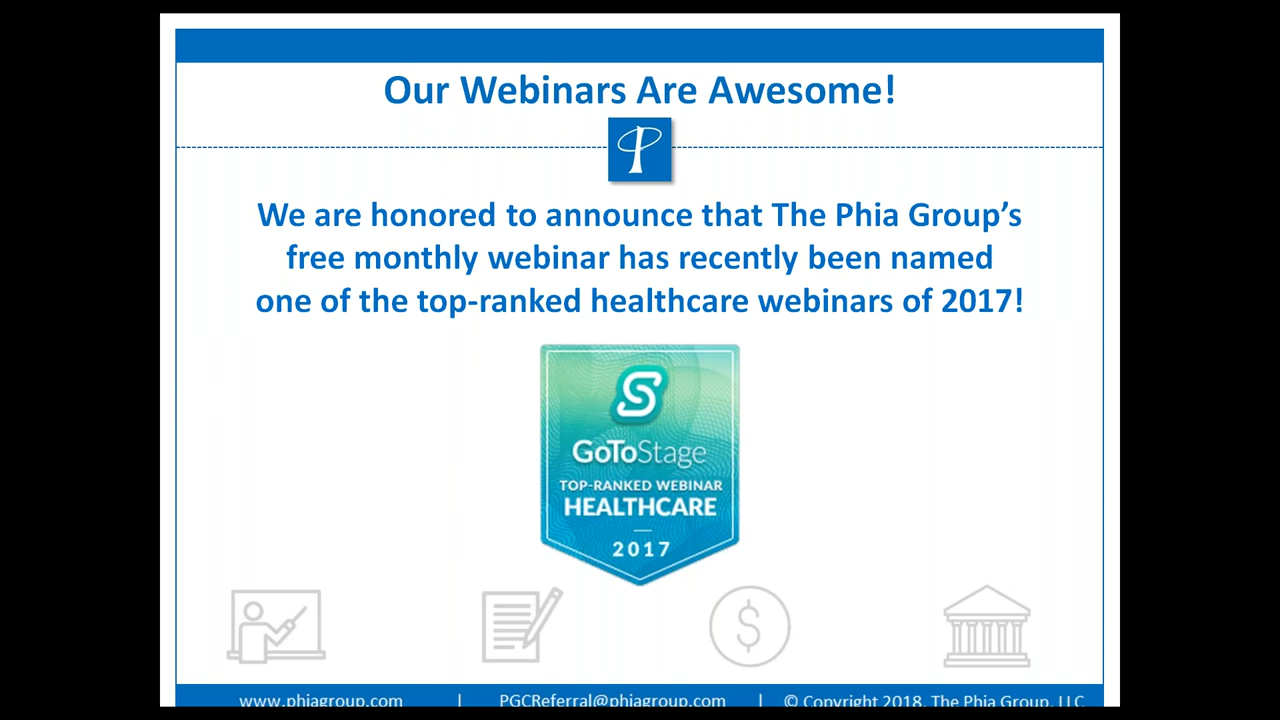 Our Webinars Are Awesome!
P
We are honored to announce that The Phia Group’s
free monthly webinar has recently been named
one of the top-ranked healthcare webinars of 2017!
S
GoToStage
TOP-RANKED WEBINAR
HEALTHCARE
2017
$
www.phiagroup.com | PGCReferral@phiagroup.com | © Copyright 2018, The Phia Group, LLC